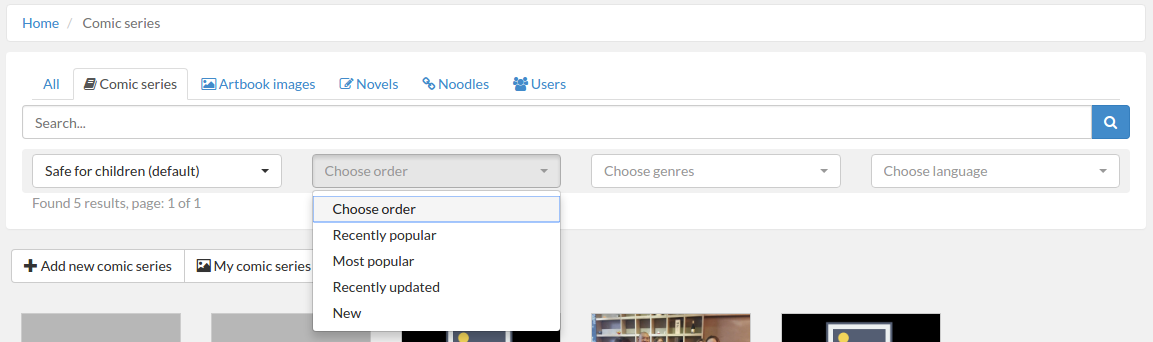 Home / Comic series
All Comic series Artbook images Novels Noodles Users
Search...
Safe for children (default) Choose order Choose genres Choose language
Found 5 results, page: 1 of 1
Choose order
Recently popular
Most popular
Recently updated
New
Add new comic series My comic series